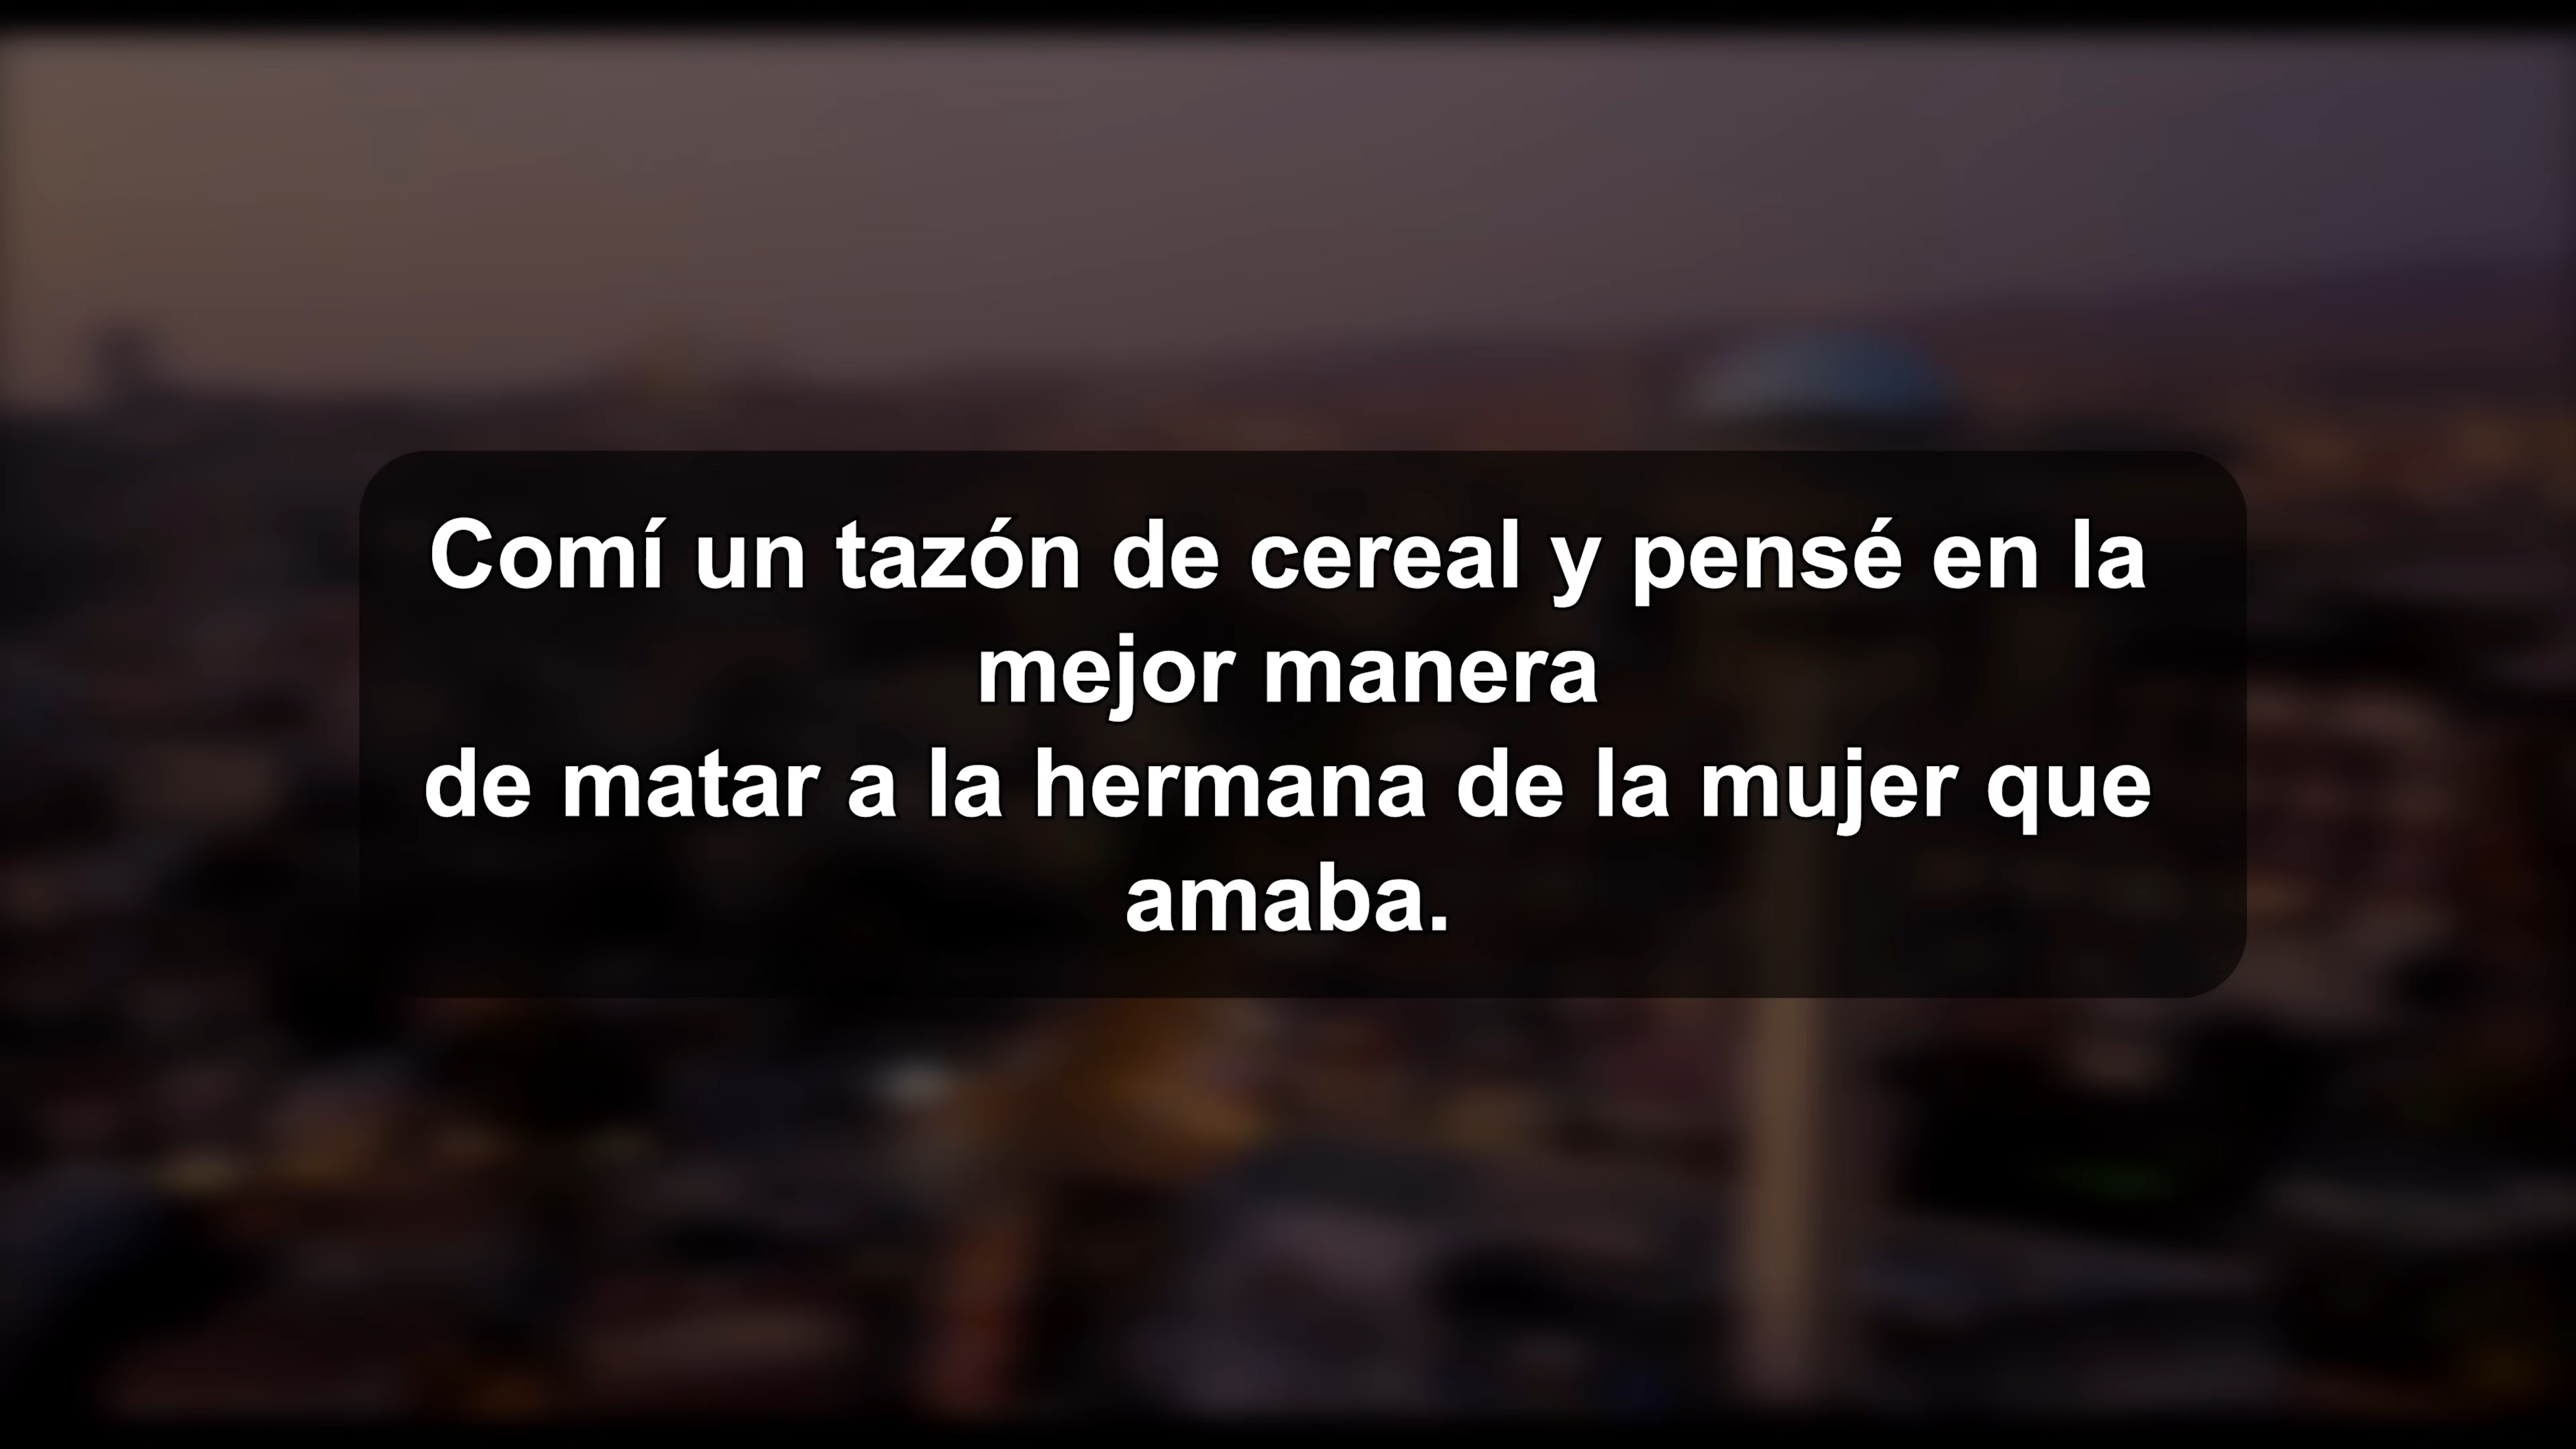 Comí un tazón de cereal y pensé en la
mejor manera
de matar a la hermana de la mujer que
amaba.